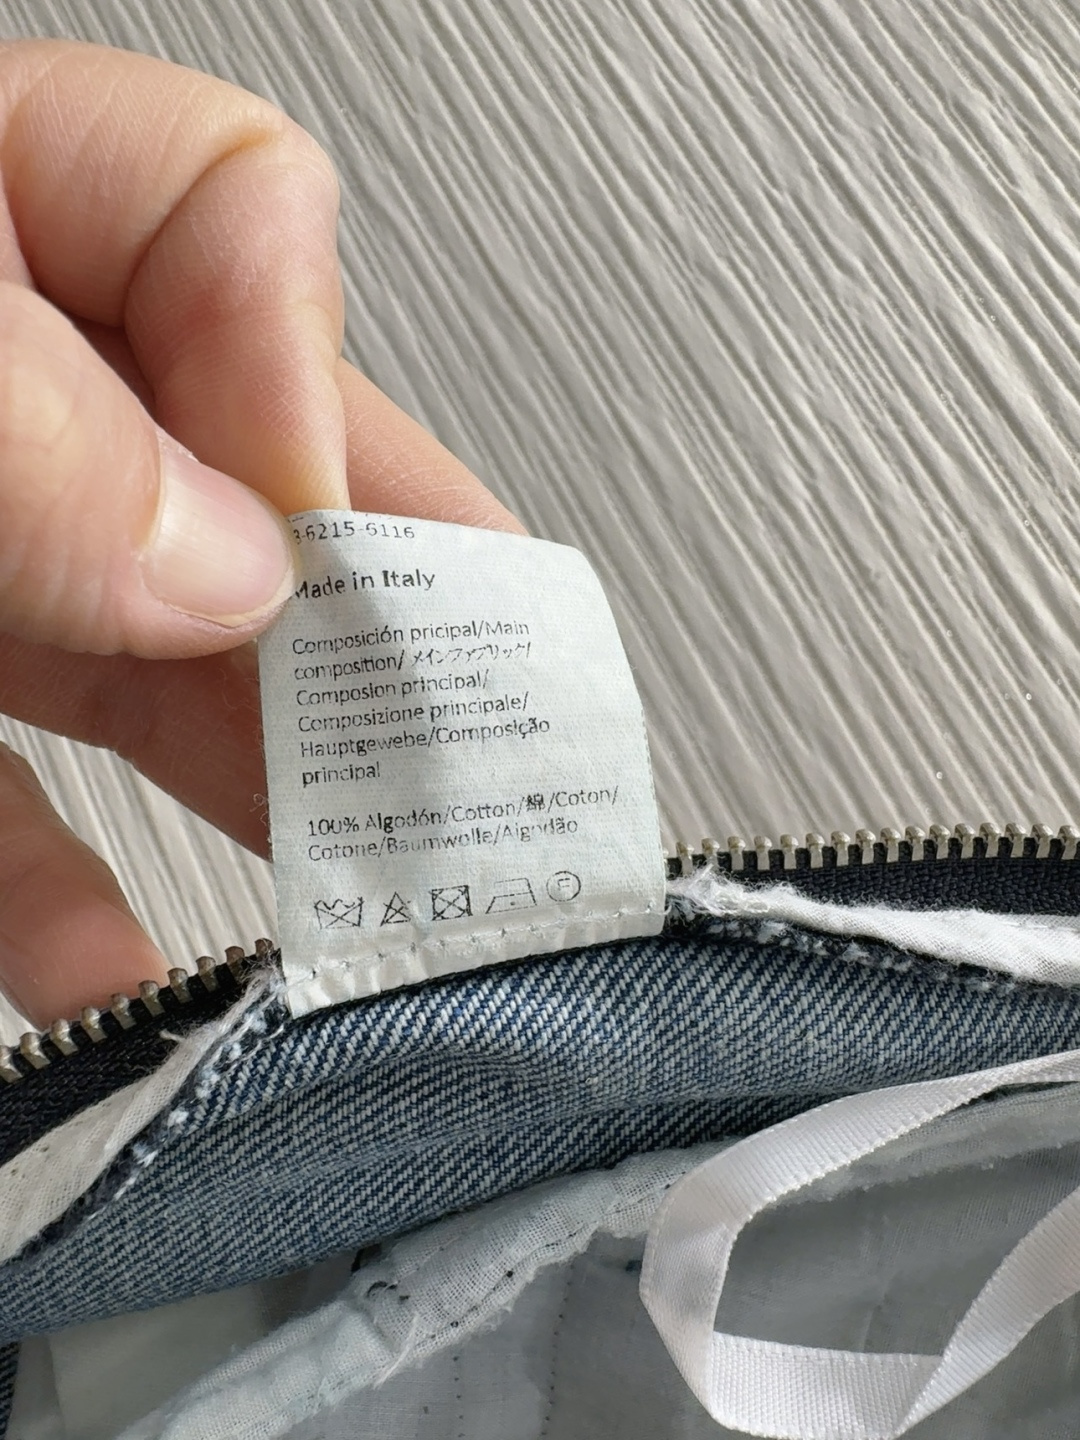 3-6215-6116
Made in Italy
Composición pricipal/Main
composition/ メインファブリック/
Composion principal/
Composizione principale/
Hauptgewebe/Composição
principal
100% Algodón/Cotton/綿/Coton/
Cotone/Baumwolle/Algodão
F